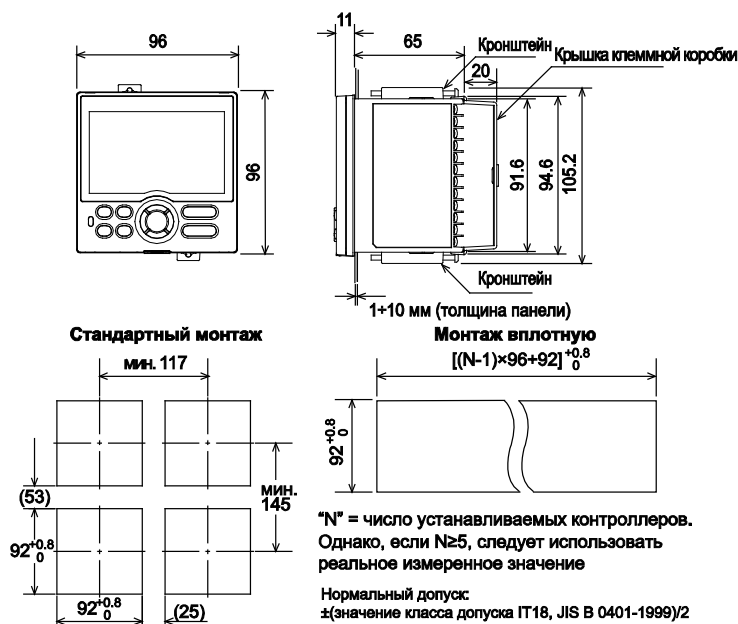 11
96
65
Кронштейн
Крышка клеммной коробки
20
96
91.6
94.6
105.2
Кронштейн
1÷10 мм (толщина панели)
Стандартный монтаж
Монтаж вплотную
мин. 117
[(N-1)×96+92] +0.8 0
92 +0.8 0
(53)
мин.
145
92 +0.8 0
92 +0.8 0
(25)
“N” = число устанавливаемых контроллеров.
Однако, если N≥5, следует использовать
реальное измеренное значение
Нормальный допуск:
±(значение класса допуска IT18, JIS B 0401-1999)/2